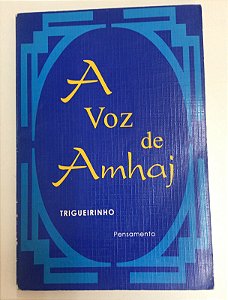 A
Voz
de
Amhaj
TRIGUEIRINHO
Pensamento